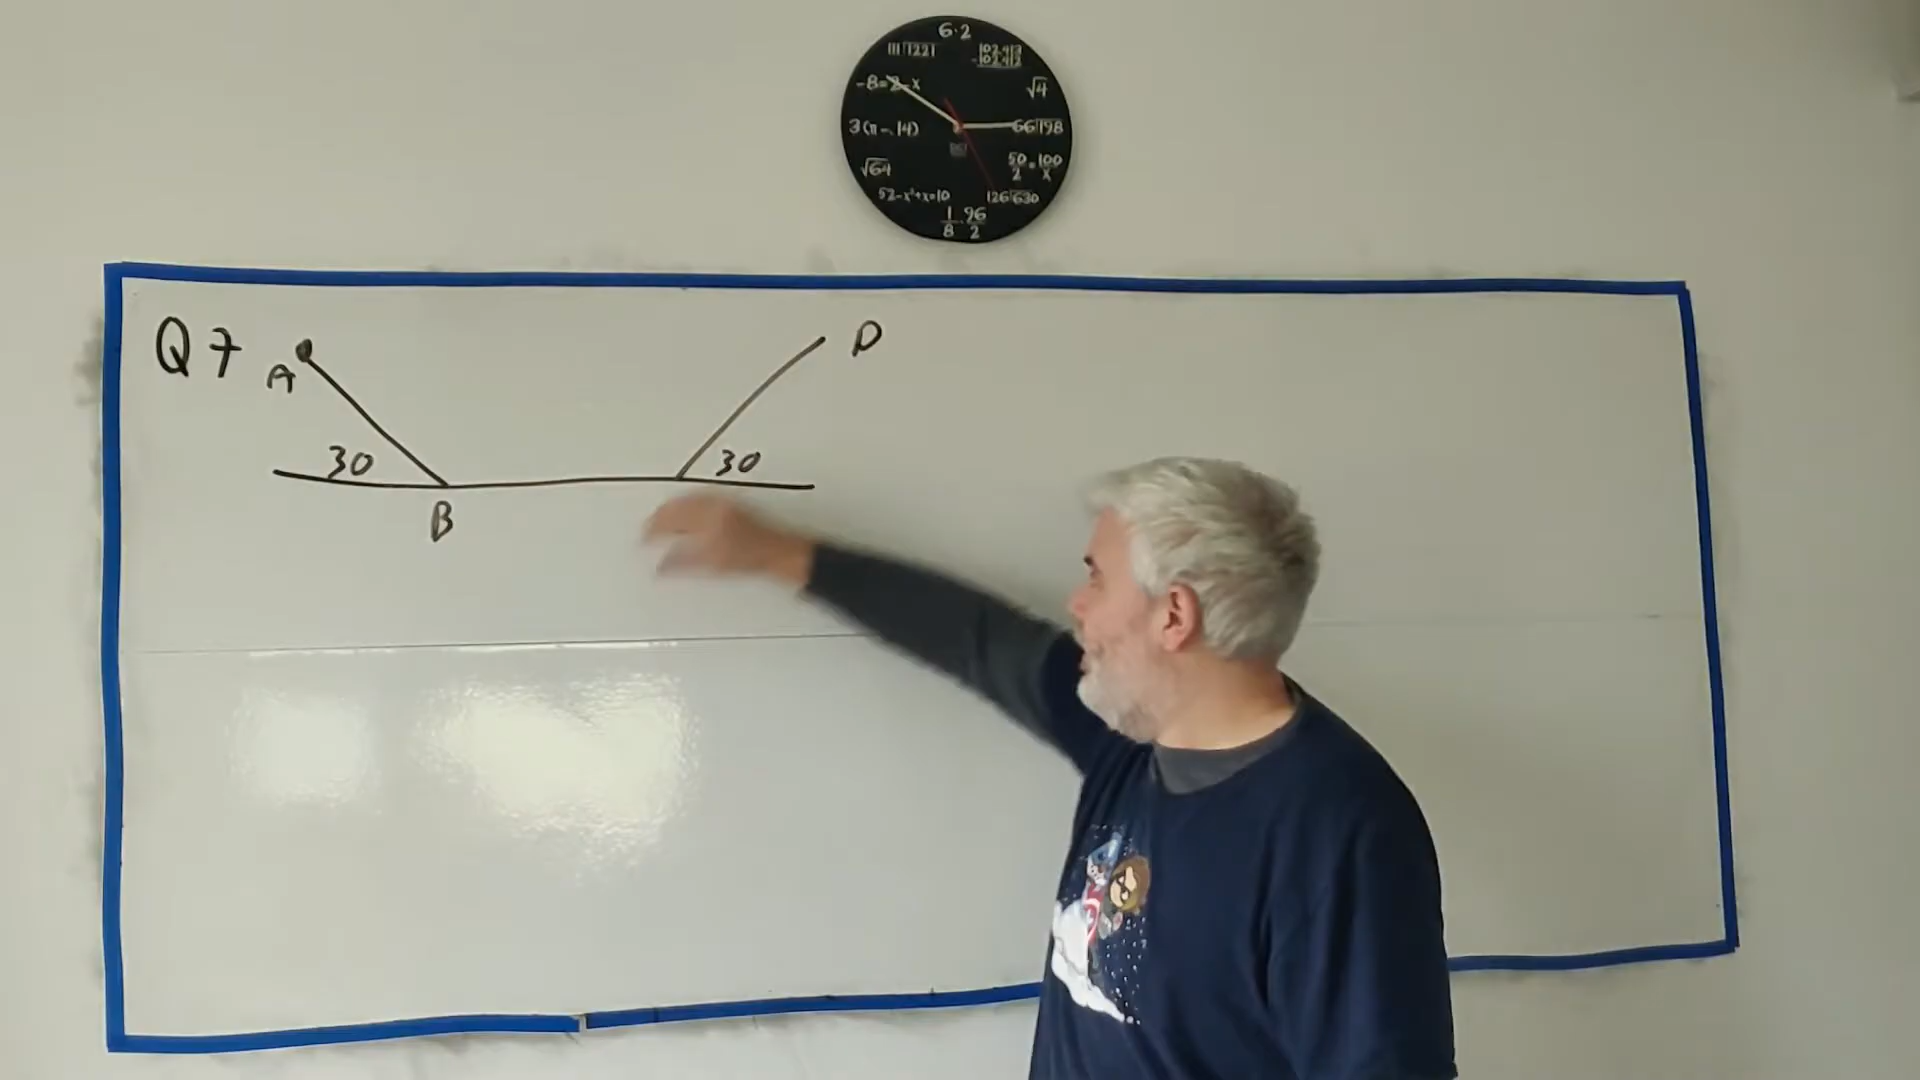 6·2
111|1221
102,413
-102,412
-8=2-x
√4
3(π-.14)
66|198
√64
50/2=100/x
52-x²+x=10
126|630
1/8·96/2
Q7
A
D
30
30
B